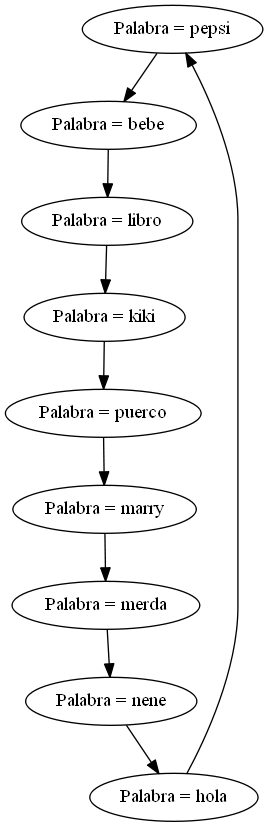 Palabra = pepsi
Palabra = bebe
Palabra = libro
Palabra = kiki
Palabra = puerco
Palabra = marry
Palabra = merda
Palabra = nene
Palabra = hola